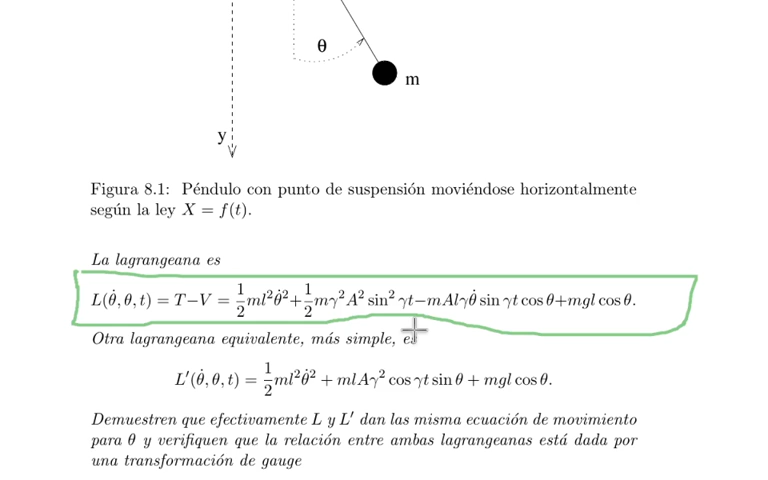 θ
m
y
Figura 8.1: Péndulo con punto de suspensión moviéndose horizontalmente
según la ley X = f(t).
La lagrangeana es
L(θ̇, θ, t) = T−V = 1/2 ml²θ̇² + 1/2 mγ²A² sin² γt − mAlγθ̇ sin γt cos θ + mgl cos θ.
Otra lagrangeana equivalente, más simple, es
L′(θ̇, θ, t) = 1/2 ml²θ̇² + mlAγ² cos γt sin θ + mgl cos θ.
Demuestren que efectivamente L y L′ dan las misma ecuación de movimiento
para θ y verifiquen que la relación entre ambas lagrangeanas está dada por
una transformación de gauge